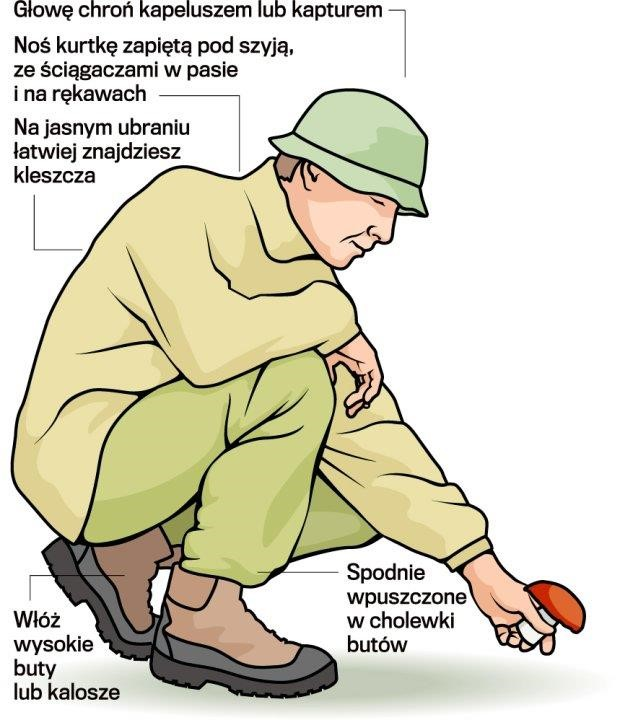 Głowę chroń kapeluszem lub kapturem
Noś kurtkę zapiętą pod szyją,
ze ściągaczami w pasie
i na rękawach
Na jasnym ubraniu
łatwiej znajdziesz
kleszcza
Spodnie
wpuszczone
w cholewki
butów
Włóż
wysokie
buty
lub kalosze